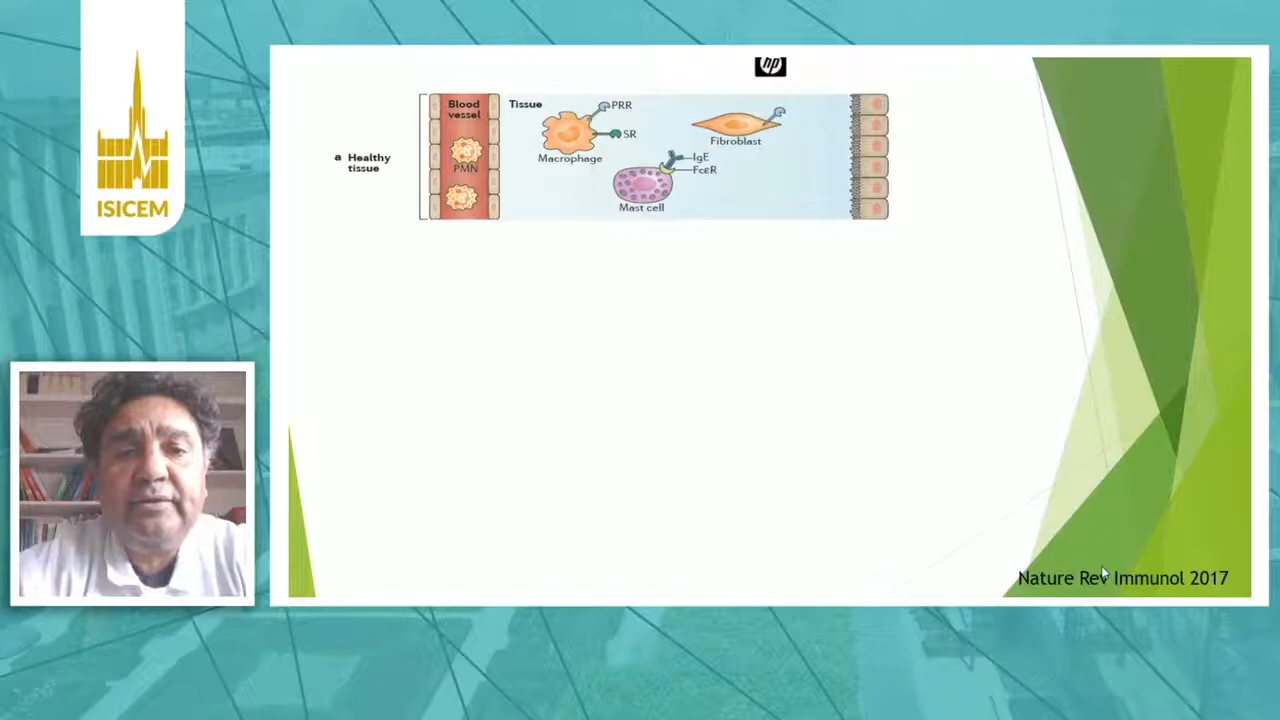 ISICEM
hp
Blood
vessel
PMN
Tissue
PRR
SR
Macrophage
Fibroblast
IgE
FcεR
Mast cell
a Healthy
tissue
Nature Rev Immunol 2017